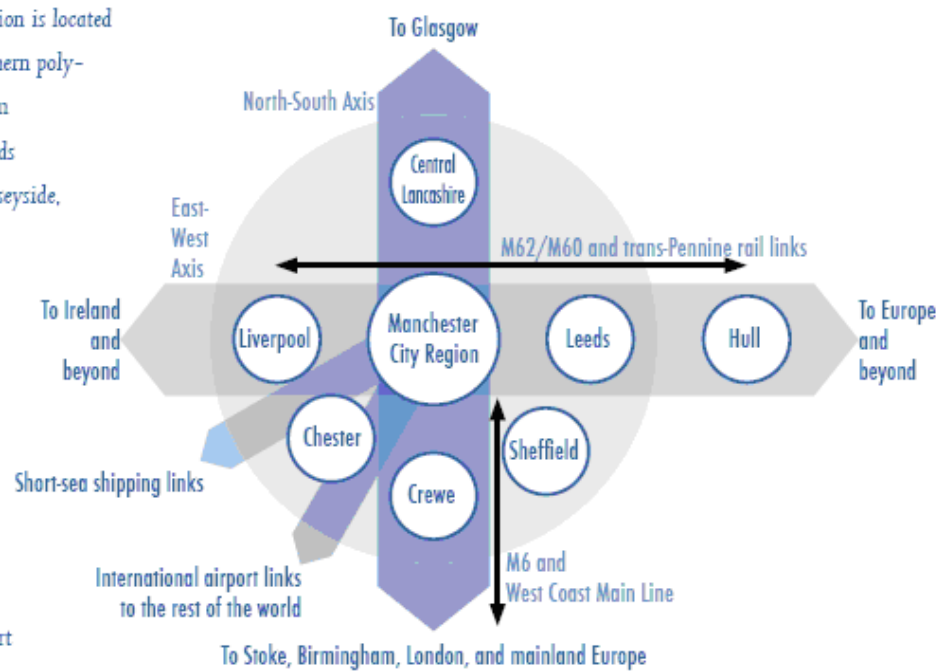 ion is located
hern poly-
n
ds
seyside,
rt
To Glasgow
North-South Axis
Central
Lancashire
East-
West
Axis
M62/M60 and trans-Pennine rail links
To Ireland
and
beyond
Liverpool
Manchester
City Region
Leeds
Hull
To Europe
and
beyond
Chester
Sheffield
Short-sea shipping links
Crewe
International airport links
to the rest of the world
M6 and
West Coast Main Line
To Stoke, Birmingham, London, and mainland Europe